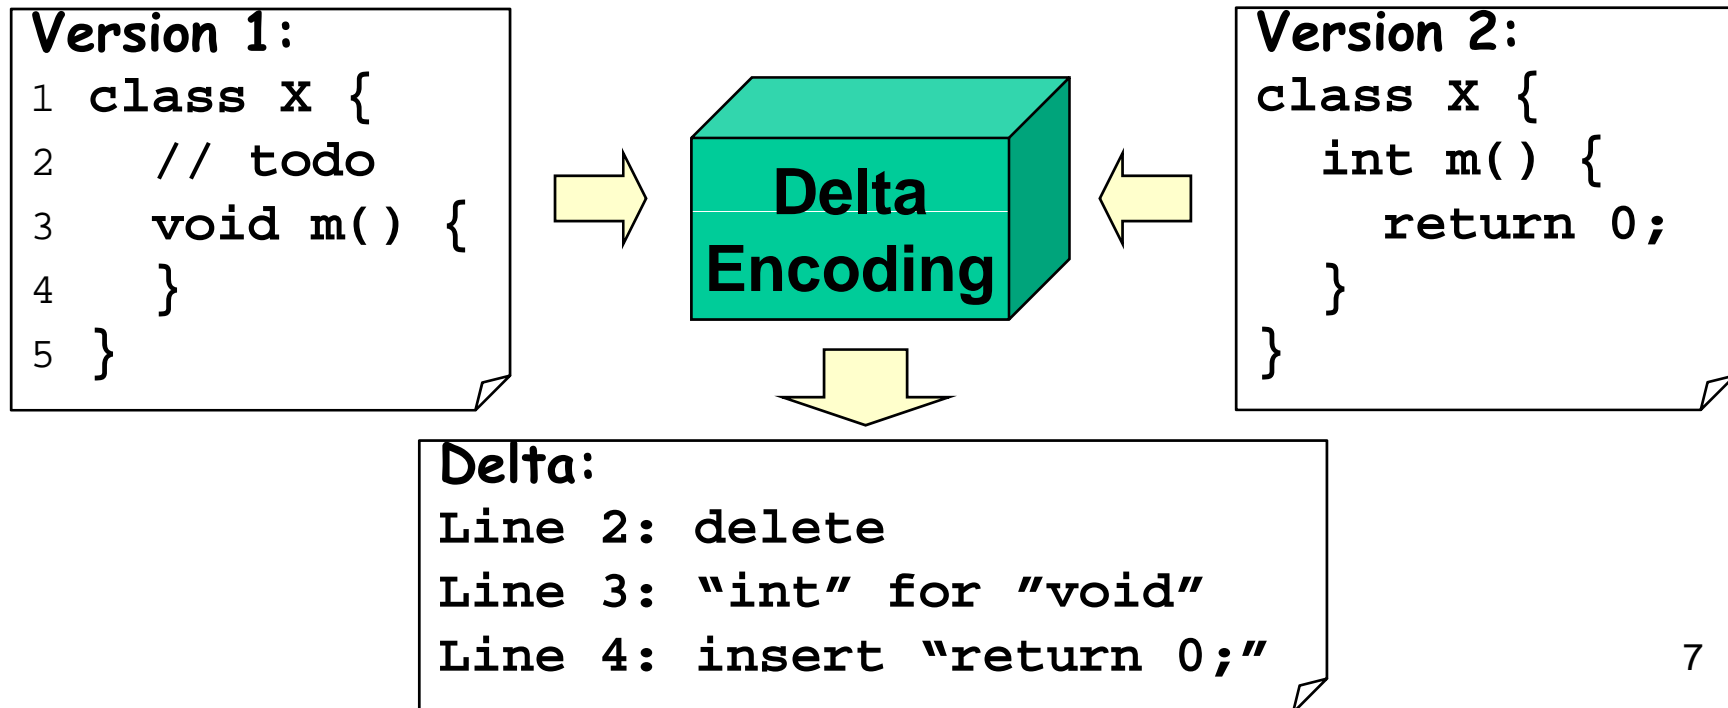 Version 1:
1 class X {
2   // todo
3   void m() {
4   }
5 }
Delta
Encoding
Version 2:
class X {
  int m() {
    return 0;
  }
}
Delta:
Line 2: delete
Line 3: “int” for ”void”
Line 4: insert “return 0;”
7